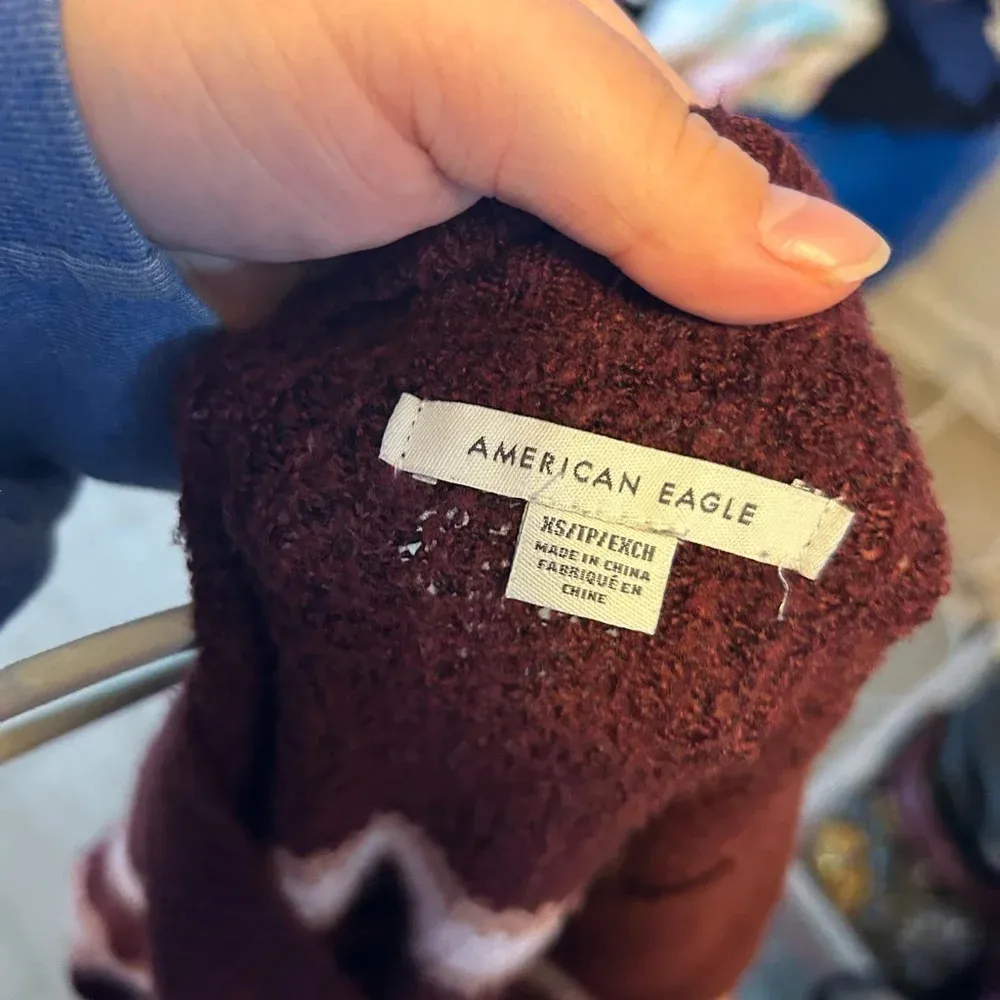 AMERICAN EAGLE
XS/TP/EXCH
MADE IN CHINA
FABRIQUÉ EN
CHINE